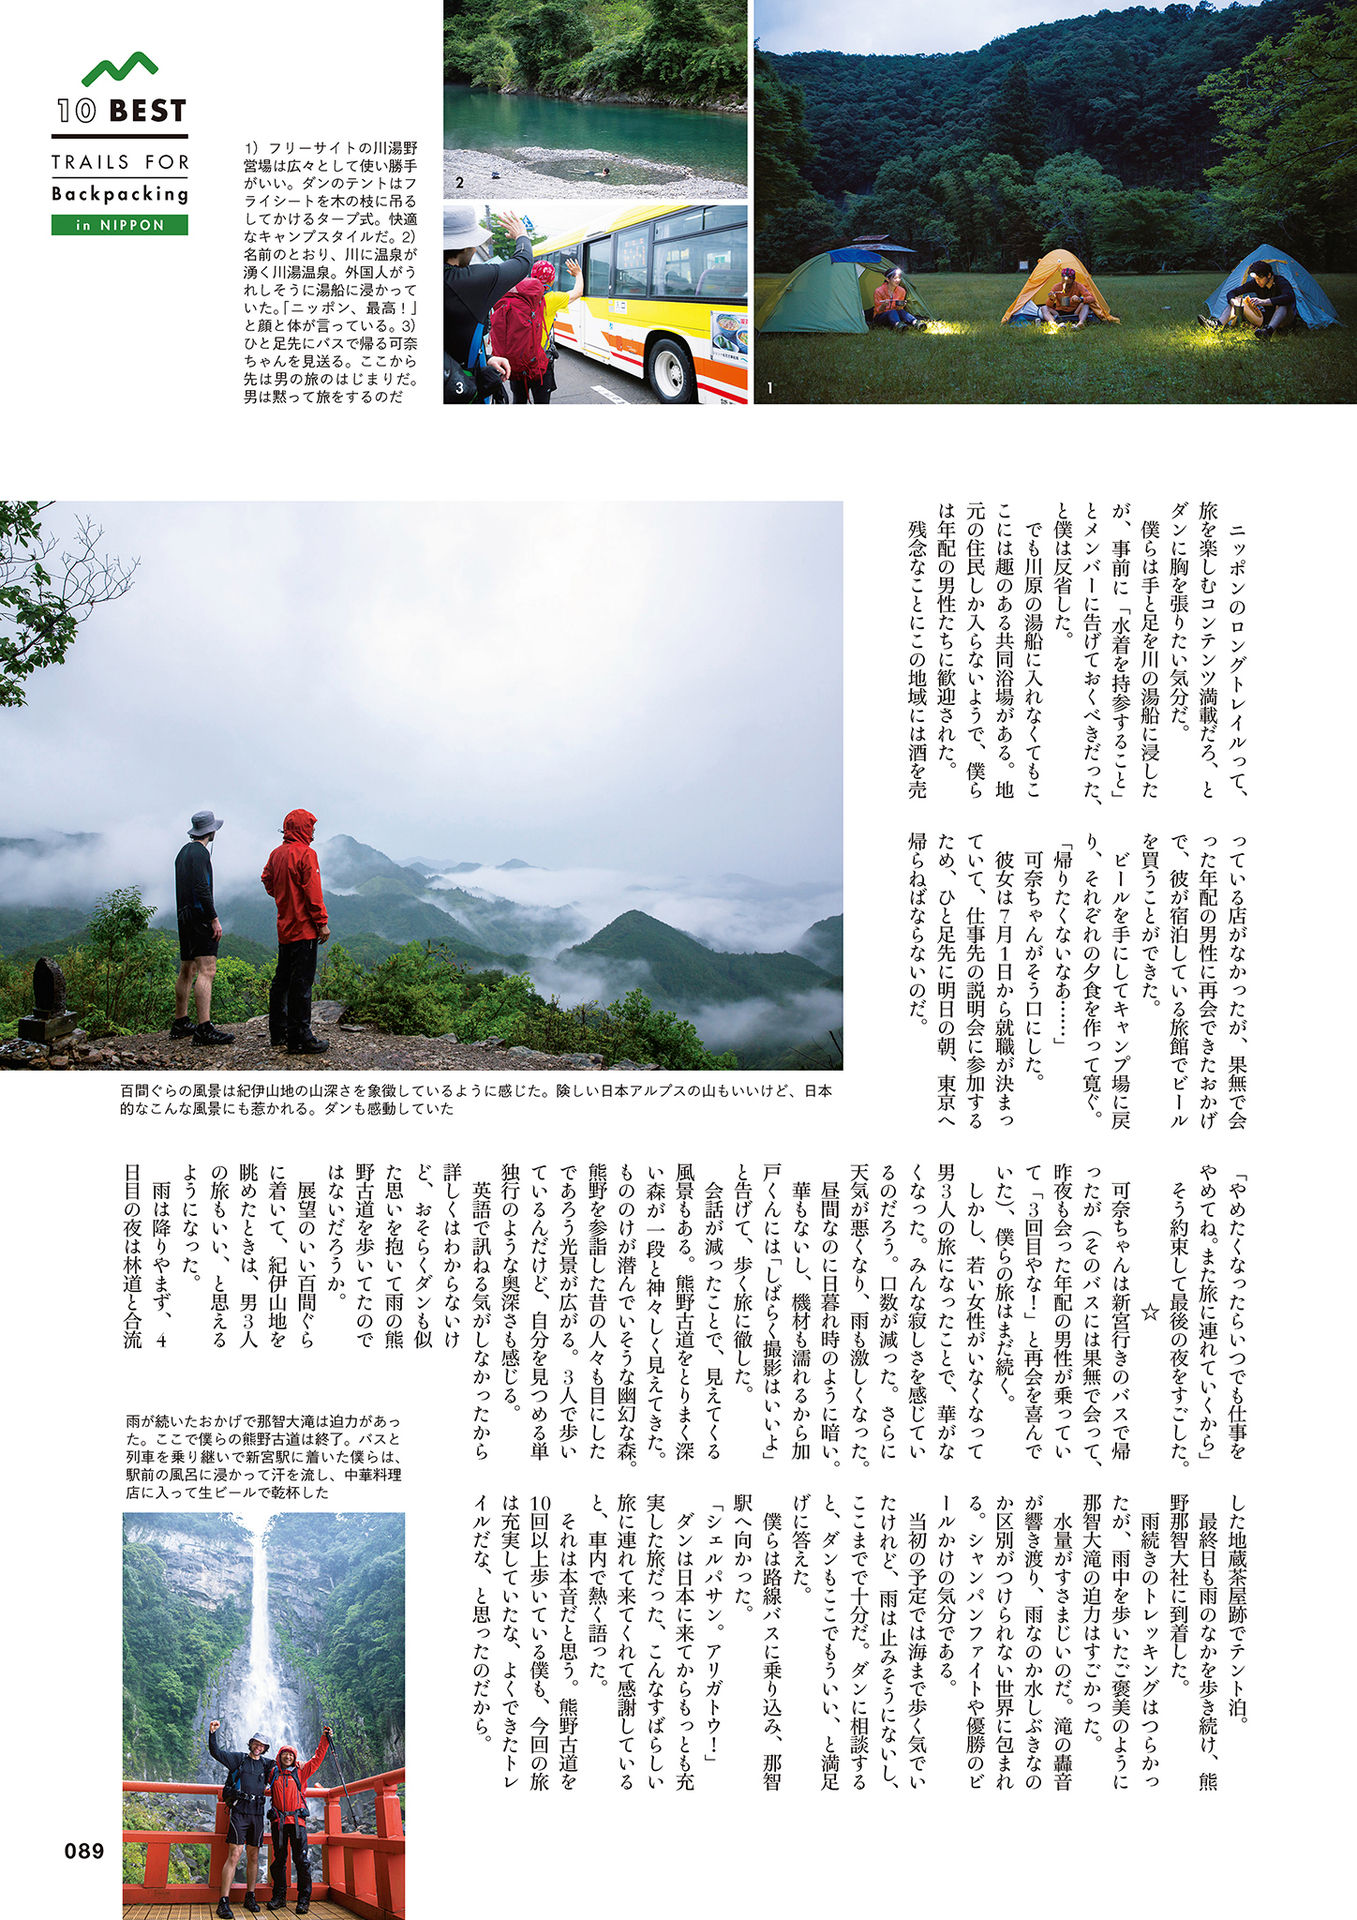 10 BEST
TRAILS FOR
Backpacking
in NIPPON
1）フリーサイトの川湯野
営場は広々として使い勝手
がいい。ダンのテントはフ
ライシートを木の枝に吊る
してかけるタープ式。快適
なキャンプスタイルだ。2）
名前のとおり、川に温泉が
湧く川湯温泉。外国人がう
れしそうに湯船に浸かって
いた。「ニッポン、最高！」
と顔と体が言っている。3）
ひと足先にバスで帰る可奈
ちゃんを見送る。ここから
先は男の旅のはじまりだ。
男は黙って旅をするのだ
2
3
1
ニッポンのロングトレイルって、
旅を楽しむコンテンツ満載だろ、と
ダンに胸を張りたい気分だ。
僕らは手と足を川の湯船に浸した
が、事前に「水着を持参すること」
とメンバーに告げておくべきだった、
と僕は反省した。
でも川原の湯船に入れなくてもこ
こには趣のある共同浴場がある。地
元の住民しか入らないようで、僕ら
は年配の男性たちに歓迎された。
残念なことにこの地域には酒を売
っている店がなかったが、果無で会
った年配の男性に再会できたおかげ
で、彼が宿泊している旅館でビール
を買うことができた。
ビールを手にしてキャンプ場に戻
り、それぞれの夕食を作って寛ぐ。
「帰りたくないなあ……」
可奈ちゃんがそう口にした。
彼女は7月1日から就職が決まっ
ていて、仕事先の説明会に参加する
ため、ひと足先に明日の朝、東京へ
帰らねばならないのだ。
百間ぐらの風景は紀伊山地の山深さを象徴しているように感じた。険しい日本アルプスの山もいいけど、日本
的なこんな風景にも惹かれる。ダンも感動していた
「やめたくなったらいつでも仕事を
やめてね。また旅に連れていくから」
そう約束して最後の夜をすごした。
☆
可奈ちゃんは新宮行きのバスで帰
ったが（そのバスには果無で会って、
昨夜も会った年配の男性が乗ってい
て「3回目やな！」と再会を喜んで
いた）、僕らの旅はまだ続く。
しかし、若い女性がいなくなって
男3人の旅になったことで、華がな
くなった。みんな寂しさを感じてい
るのだろう。口数が減った。さらに
天気が悪くなり、雨も激しくなった。
昼間なのに日暮れ時のように暗い。
華もないし、機材も濡れるから加
戸くんには「しばらく撮影はいいよ」
と告げて、歩く旅に徹した。
会話が減ったことで、見えてくる
風景もある。熊野古道をとりまく深
い森が一段と神々しく見えてきた。
もののけが潜んでいそうな幽幻な森。
熊野を参詣した昔の人々も目にした
であろう光景が広がる。3人で歩い
ているんだけど、自分を見つめる単
独行のような奥深さも感じる。
英語で訊ねる気がしなかったから
詳しくはわからないけ
ど、おそらくダンも似
た思いを抱いて雨の熊
野古道を歩いてたので
はないだろうか。
展望のいい百間ぐら
に着いて、紀伊山地を
眺めたときは、男3人
の旅もいい、と思える
ようになった。
雨は降りやまず、4
日目の夜は林道と合流
した地蔵茶屋跡でテント泊。
最終日も雨のなかを歩き続け、熊
野那智大社に到着した。
雨続きのトレッキングはつらかっ
たが、雨中を歩いたご褒美のように
那智大滝の迫力はすごかった。
水量がすさまじいのだ。滝の轟音
が響き渡り、雨なのか水しぶきなの
か区別がつけられない世界に包まれ
る。シャンパンファイトや優勝のビ
ールかけの気分である。
当初の予定では海まで歩く気でい
たけれど、雨は止みそうにないし、
ここまでで十分だ。ダンに相談する
と、ダンもここでもういい、と満足
げに答えた。
僕らは路線バスに乗り込み、那智
駅へ向かった。
「シェルパサン。アリガトウ！」
ダンは日本に来てからもっとも充
実した旅だった、こんなすばらしい
旅に連れて来てくれて感謝している
と、車内で熱く語った。
それは本音だと思う。熊野古道を
10回以上歩いている僕も、今回の旅
は充実していたな、よくできたトレ
イルだな、と思ったのだから。
雨が続いたおかげで那智大滝は迫力があっ
た。ここで僕らの熊野古道は終了。バスと
列車を乗り継いで新宮駅に着いた僕らは、
駅前の風呂に浸かって汗を流し、中華料理
店に入って生ビールで乾杯した
089